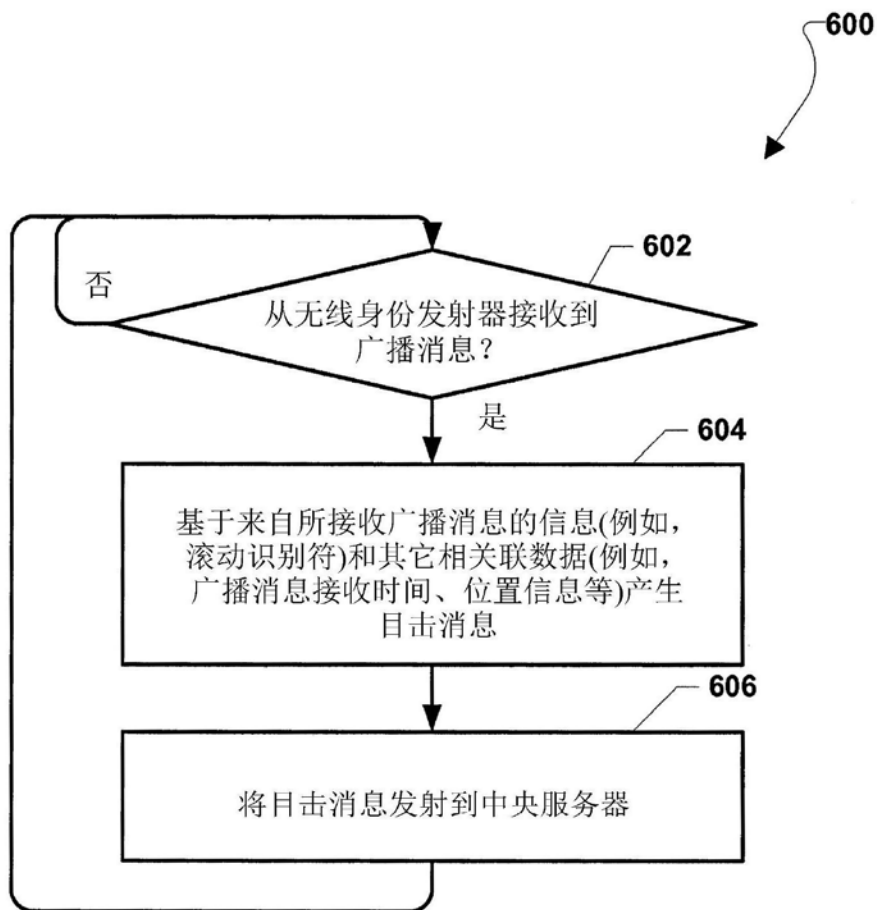 600
602
否
从无线身份发射器接收到
广播消息？
是
604
基于来自所接收广播消息的信息(例如，
滚动识别符)和其它相关联数据(例如，
广播消息接收时间、位置信息等)产生
目击消息
606
将目击消息发射到中央服务器